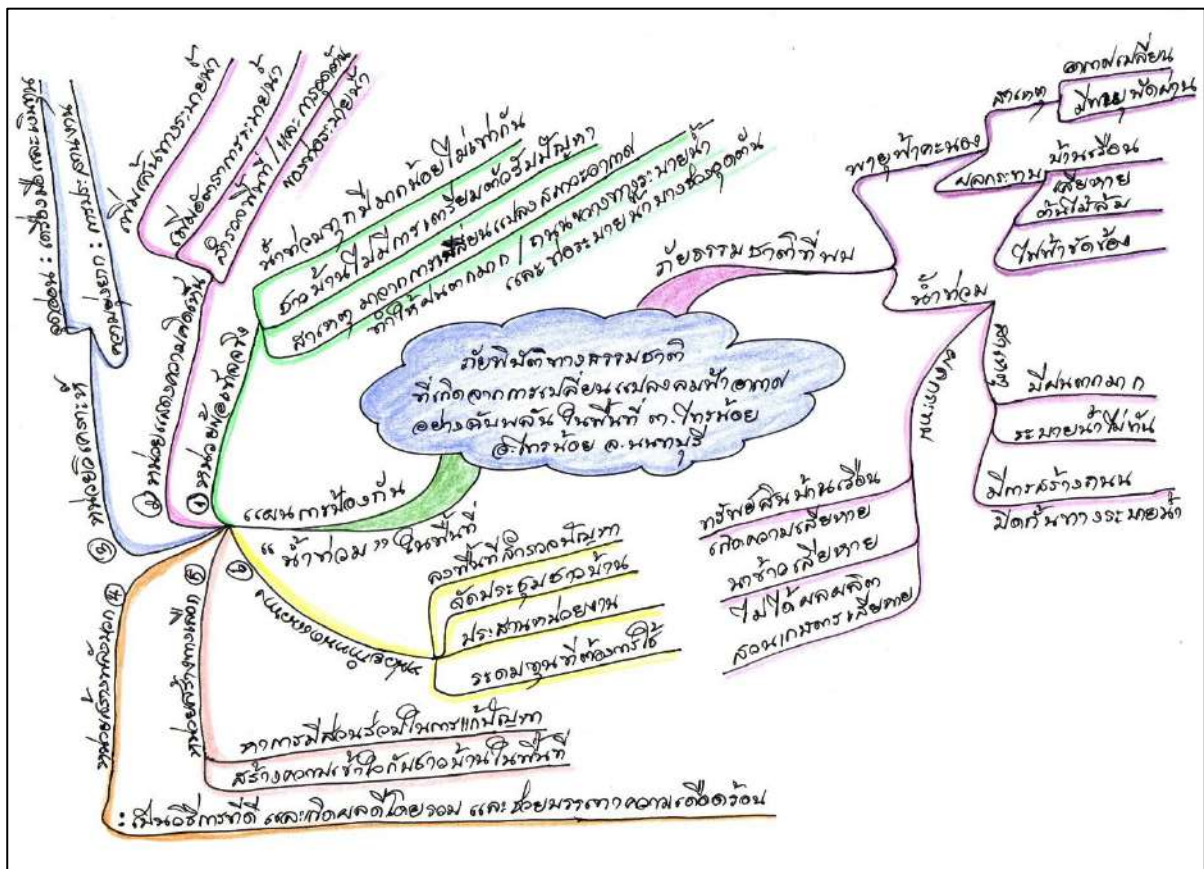 ภัยพิบัติทางธรรมชาติ
ที่เกิดจากการเปลี่ยนแปลงลมฟ้าอากาศ
อย่างฉับพลัน ในพื้นที่ ต.ไทรน้อย
อ.ไทรน้อย จ.นนทบุรี
ภัยธรรมชาติที่พบ
พายุฟ้าคะนอง
สาเหตุ
อากาศเปลี่ยน
มีพายุพัดผ่าน
ผลกระทบ
บ้านเรือน
เสียหาย
ต้นไม้ล้ม
ไฟฟ้าขัดข้อง
น้ำท่วม
สาเหตุ
มีฝนตกมาก
ระบายน้ำไม่ทัน
มีการสร้างถนน
ปิดกั้นทางระบายน้ำ
ผลกระทบ
ทรัพย์สินบ้านเรือน
เกิดความเสียหาย
นาข้าวเสียหาย
ไม่ได้ผลผลิต
สวนเกษตรเสียหาย
แผนการป้องกัน
"น้ำท่วม" ในพื้นที่
① หมวกข้อเท็จจริง
น้ำท่วมทุกปีมากน้อยไม่เท่ากัน
ชาวบ้านไม่มีการเตรียมตัวรับมือปัญหา
สาเหตุ มาจากการเปลี่ยนแปลงสภาวะอากาศ
ทำให้ฝนตกมาก / ถนนขวางทางระบายน้ำ
และ ท่อระบายน้ำบางช่วงอุดตัน
② หน่วยแสดงความคิดเห็น
เพิ่มเส้นทางระบายน้ำ
เพิ่มอัตราการระบายน้ำ
สำรวจพื้นที่ / และ การอุดตัน
ของท่อระบายน้ำ
③
จุดอ่อน :
จุดแข็ง : การประสานงาน
④ หน่วยสร้างสรรค์
⑤
หาการมีส่วนร่วมในการแก้ปัญหา
สร้างความเข้าใจกับชาวบ้านในพื้นที่
: เป็นวิธีการที่ดี และเกิดผลดีโดยรวม และช่วยบรรเทาความเดือดร้อน
⑥
ลงพื้นที่สำรวจปัญหา
จัดประชุมชาวบ้าน
ประสานหน่วยงาน
ระดมทุนที่ต้องการใช้